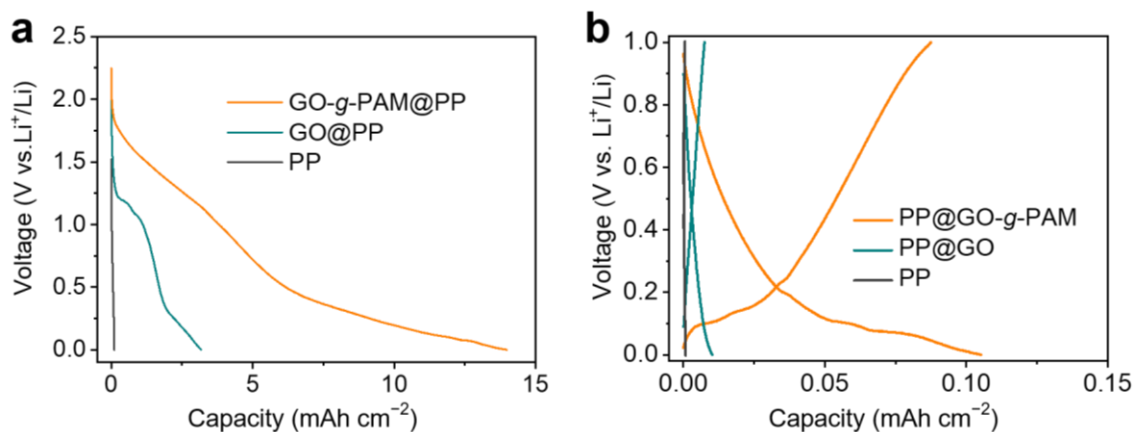 a
2.5
2.0
1.5
1.0
0.5
0.0
Voltage (V vs.Li⁺/Li)
GO-g-PAM@PP
GO@PP
PP
0 5 10 15
Capacity (mAh cm⁻²)
b
1.0
0.8
0.6
0.4
0.2
0.0
Voltage (V vs. Li⁺/Li)
PP@GO-g-PAM
PP@GO
PP
0.00 0.05 0.10 0.15
Capacity (mAh cm⁻²)